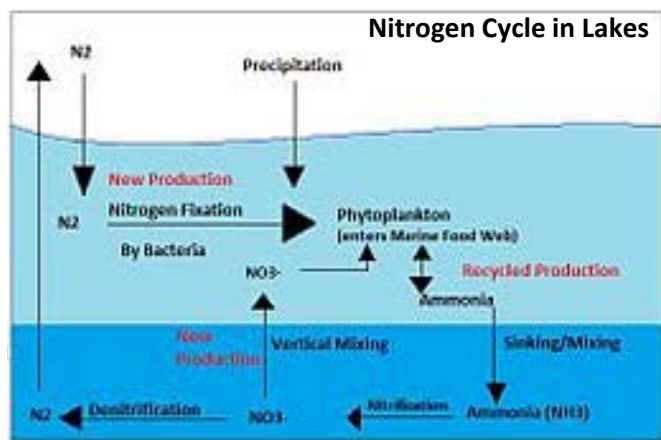 Nitrogen Cycle in Lakes
N2
Precipitation
New Production
N2
Nitrogen Fixation
By Bacteria
Phytoplankton
(enters Marine Food Web)
NO3-
Recycled Production
Ammonia
New
Production
Vertical Mixing
Sinking/Mixing
N2
Denitrification
NO3-
Nitrification
Ammonia (NH3)